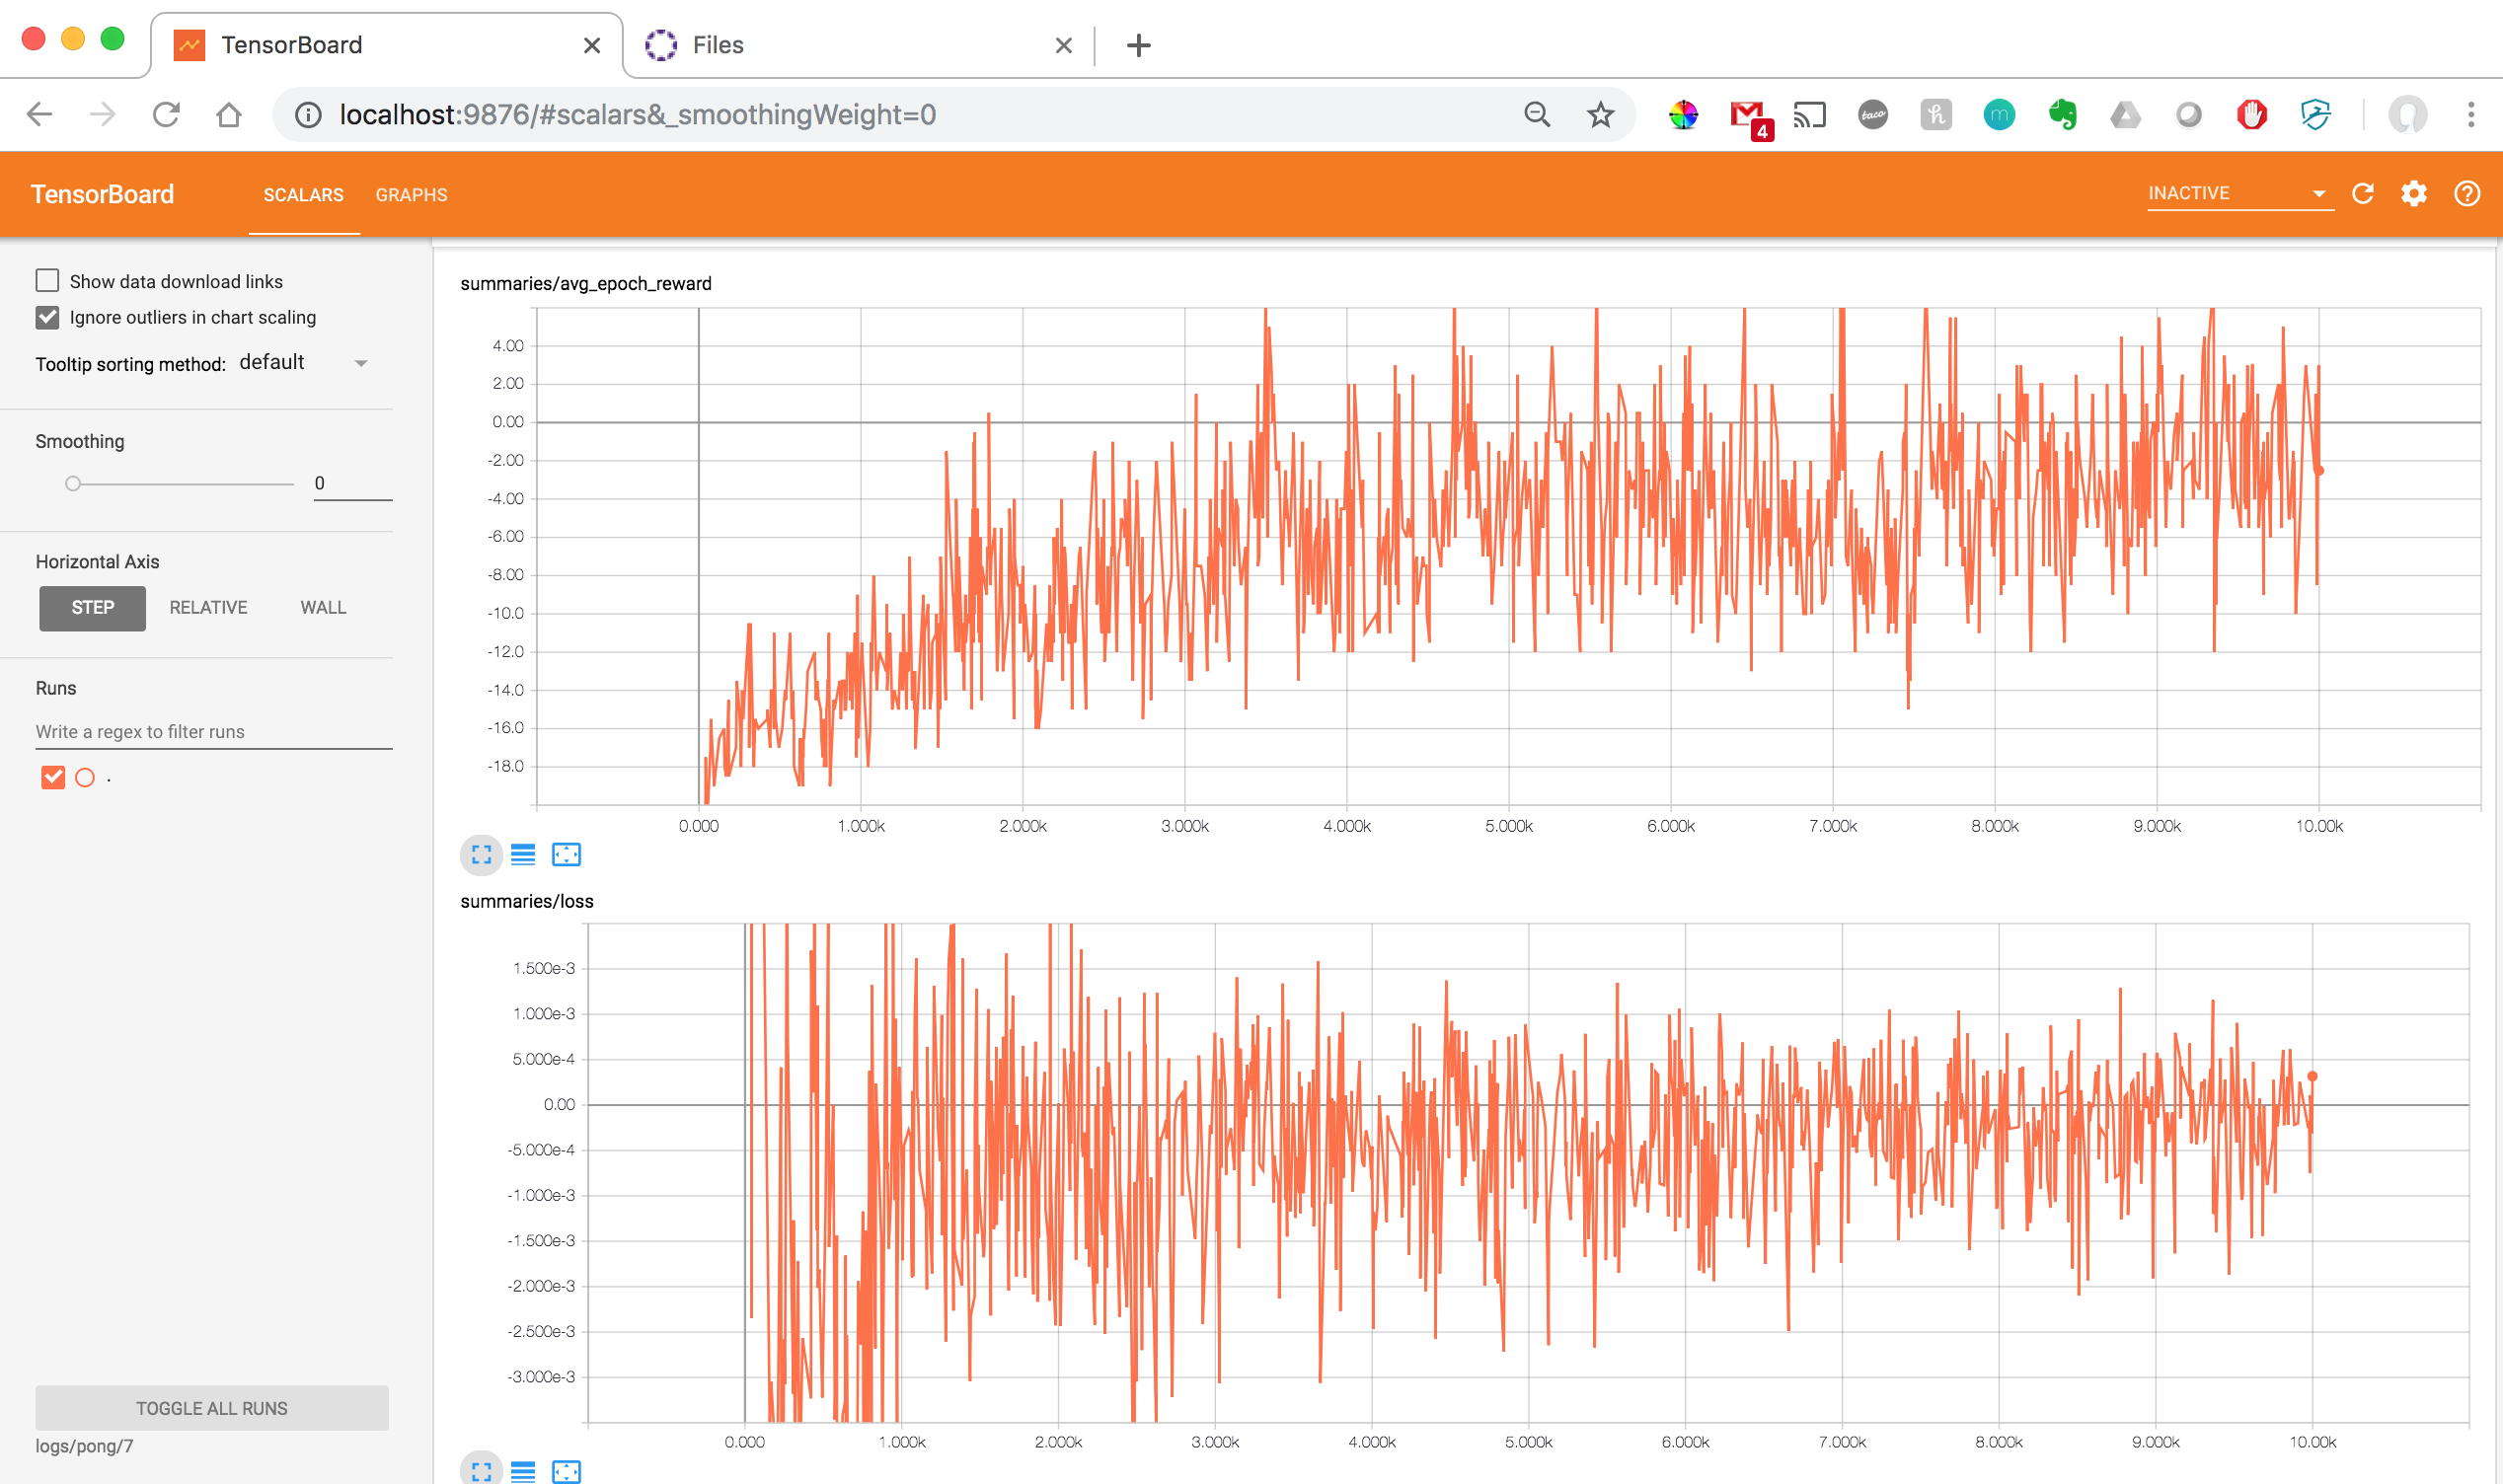 TensorBoard
Files
localhost:9876/#scalars&_smoothingWeight=0
taco
h
m
4
TensorBoard
SCALARS
GRAPHS
INACTIVE
Show data download links
Ignore outliers in chart scaling
Tooltip sorting method: default
Smoothing
0
Horizontal Axis
STEP
RELATIVE
WALL
Runs
Write a regex to filter runs
.
TOGGLE ALL RUNS
logs/pong/7
summaries/avg_epoch_reward
4.00
2.00
0.00
-2.00
-4.00
-6.00
-8.00
-10.0
-12.0
-14.0
-16.0
-18.0
0.000 1.000k 2.000k 3.000k 4.000k 5.000k 6.000k 7.000k 8.000k 9.000k 10.00k
summaries/loss
1.500e-3
1.000e-3
5.000e-4
0.00
-5.000e-4
-1.000e-3
-1.500e-3
-2.000e-3
-2.500e-3
-3.000e-3
0.000 1.000k 2.000k 3.000k 4.000k 5.000k 6.000k 7.000k 8.000k 9.000k 10.00k